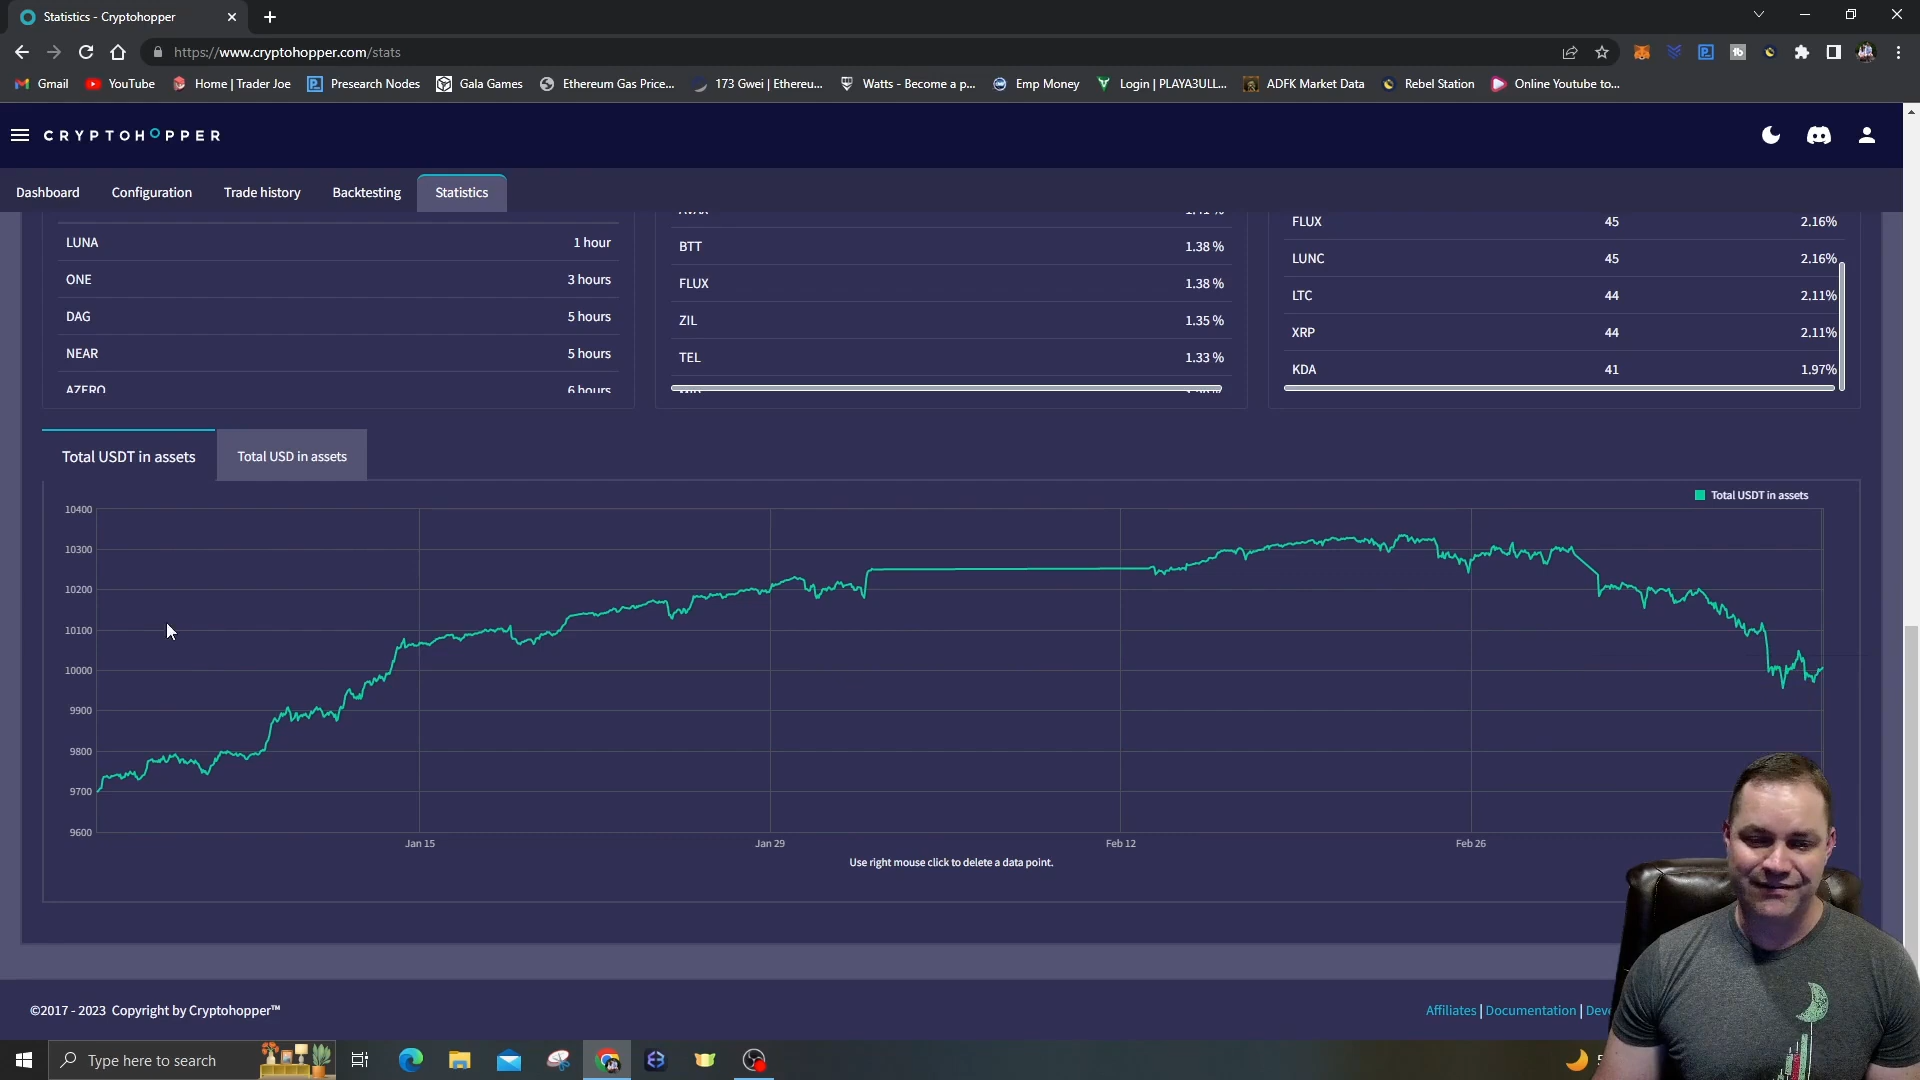 Statistics - Cryptohopper
https://www.cryptohopper.com/stats
Gmail YouTube Home | Trader Joe Presearch Nodes Gala Games Ethereum Gas Price... 173 Gwei | Ethereu... Watts - Become a p... Emp Money Login | PLAYA3ULL... ADFK Market Data Rebel Station Online Youtube to...
CRYPTOHOPPER
Dashboard Configuration Trade history Backtesting Statistics
LUNA 1 hour
ONE 3 hours
DAG 5 hours
NEAR 5 hours
AZERO 6 hours
BTT 1.38 %
FLUX 1.38 %
ZIL 1.35 %
TEL 1.33 %
FLUX 45 2.16%
LUNC 45 2.16%
LTC 44 2.11%
XRP 44 2.11%
KDA 41 1.97%
Total USDT in assets Total USD in assets
Total USDT in assets
10400
10300
10200
10100
10000
9900
9800
9700
9600
Jan 15 Jan 29 Feb 12 Feb 26
Use right mouse click to delete a data point.
©2017 - 2023 Copyright by Cryptohopper™
Affiliates | Documentation |
Type here to search